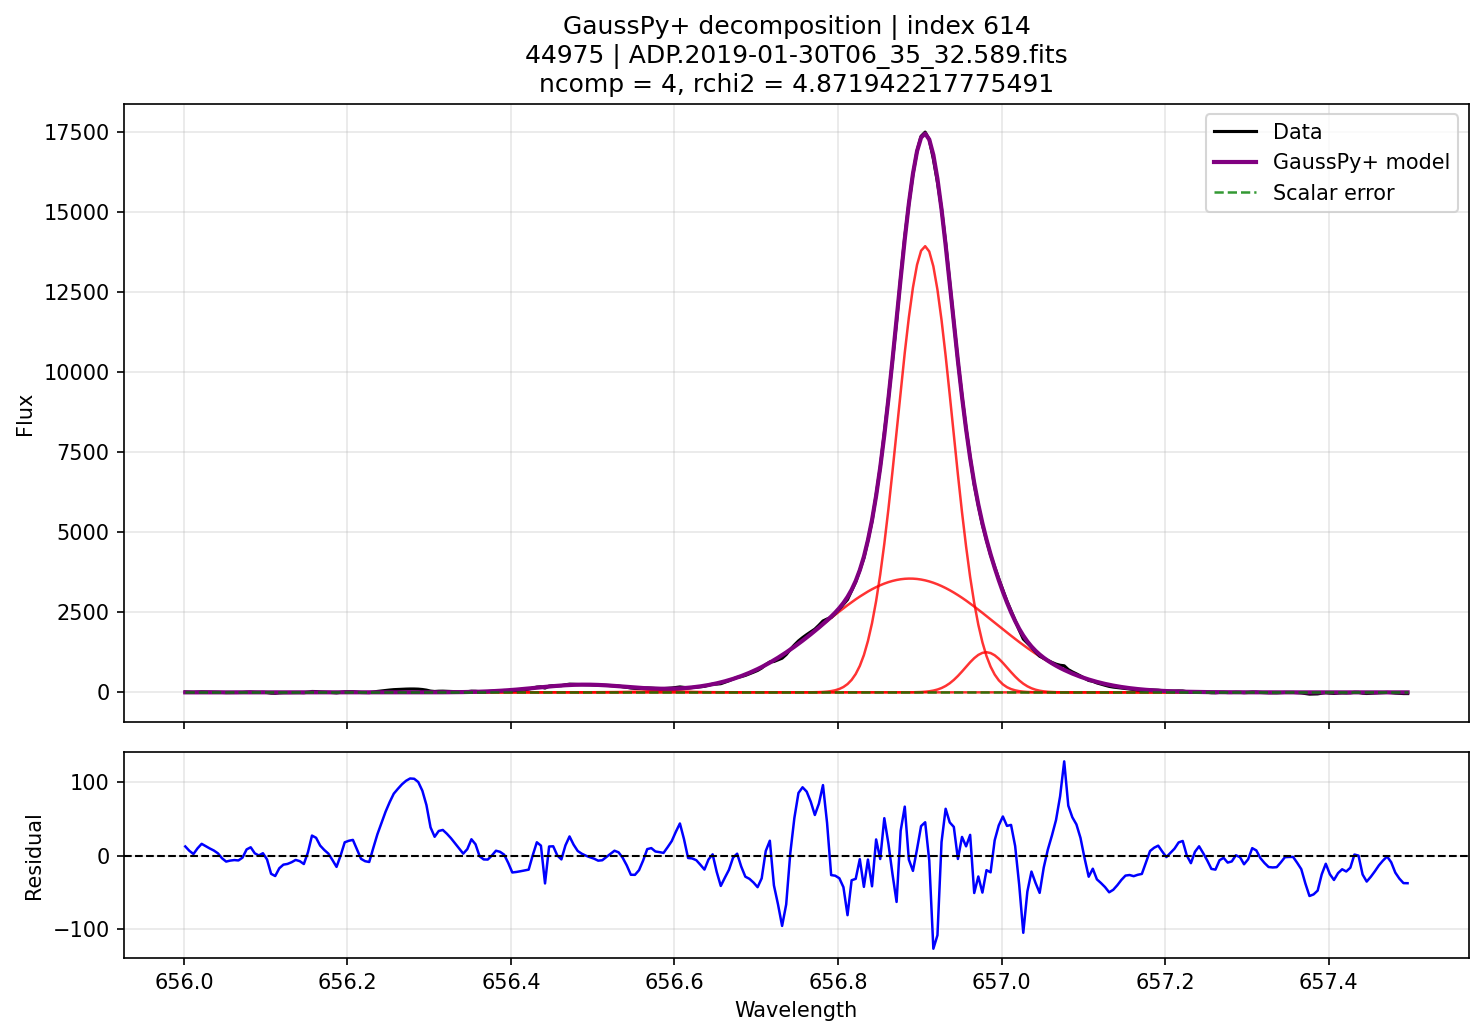 GaussPy+ decomposition | index 614
44975 | ADP.2019-01-30T06_35_32.589.fits
ncomp = 4, rchi2 = 4.871942217775491
Data
GaussPy+ model
Scalar error
Flux
17500
15000
12500
10000
7500
5000
2500
0
Residual
100
0
−100
656.0
656.2
656.4
656.6
656.8
657.0
657.2
657.4
Wavelength